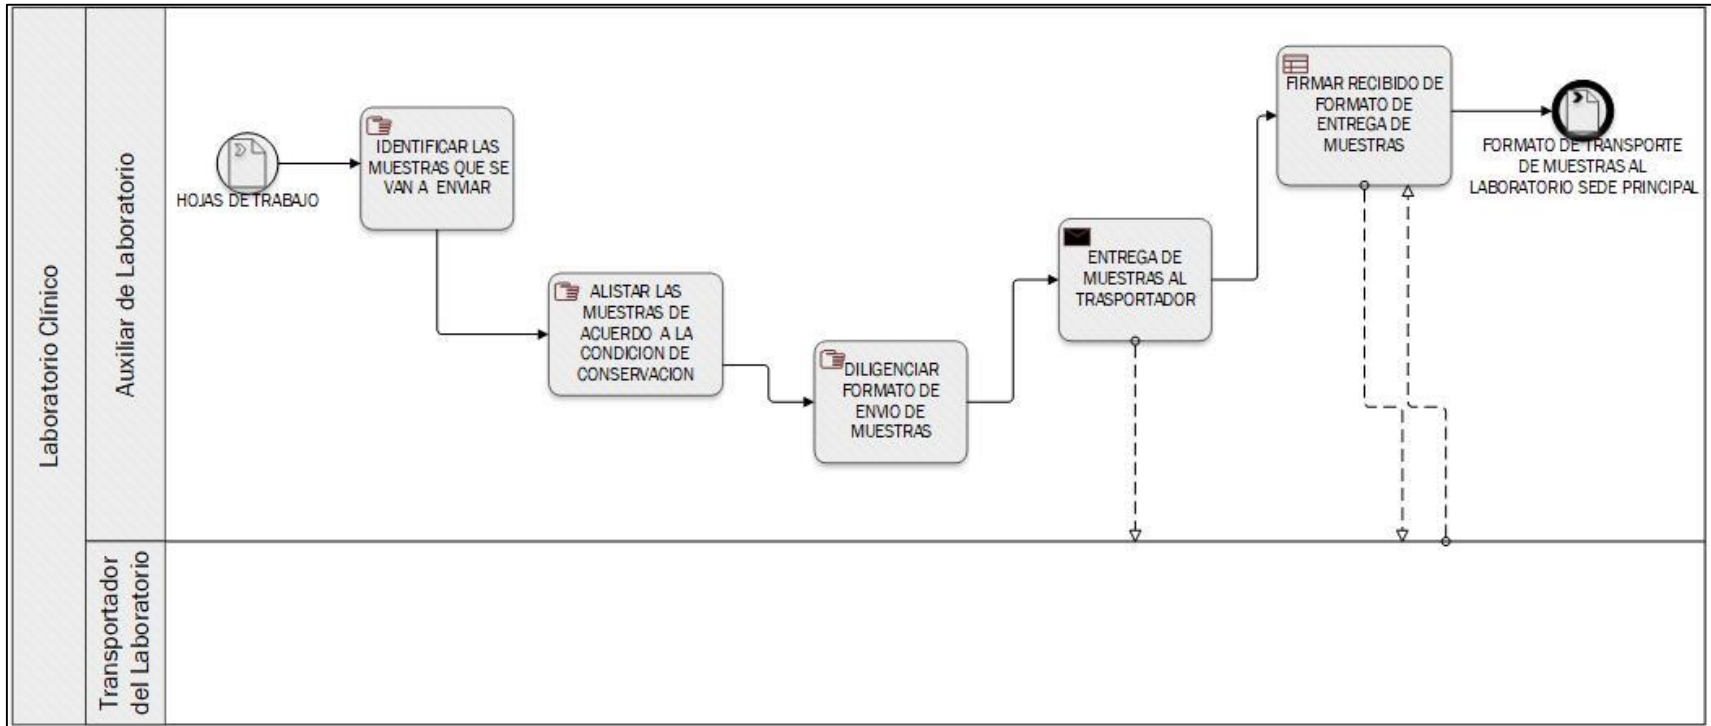 Laboratorio Clínico
Auxiliar de Laboratorio
HOJAS DE TRABAJO
IDENTIFICAR LAS
MUESTRAS QUE SE
VAN A ENVIAR
ALISTAR LAS
MUESTRAS DE
ACUERDO A LA
CONDICION DE
CONSERVACION
DILIGENCIAR
FORMATO DE
ENVIO DE
MUESTRAS
ENTREGA DE
MUESTRAS AL
TRASPORTADOR
FIRMAR RECIBIDO DE
FORMATO DE
ENTREGA DE
MUESTRAS
FORMATO DE TRANSPORTE
DE MUESTRAS AL
LABORATORIO SEDE PRINCIPAL
Transportador
del Laboratorio